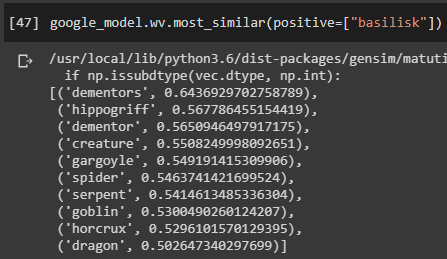 [47] google_model.wv.most_similar(positive=["basilisk"])
/usr/local/lib/python3.6/dist-packages/gensim/matuti
if np.issubdtype(vec.dtype, np.int):
[('dementors', 0.6436929702758789),
('hippogriff', 0.567786455154419),
('dementor', 0.5650946497917175),
('creature', 0.5508249998092651),
('gargoyle', 0.549191415309906),
('spider', 0.5463741421699524),
('serpent', 0.5414613485336304),
('goblin', 0.5300490260124207),
('horcrux', 0.5296101570129395),
('dragon', 0.502647340297699)]